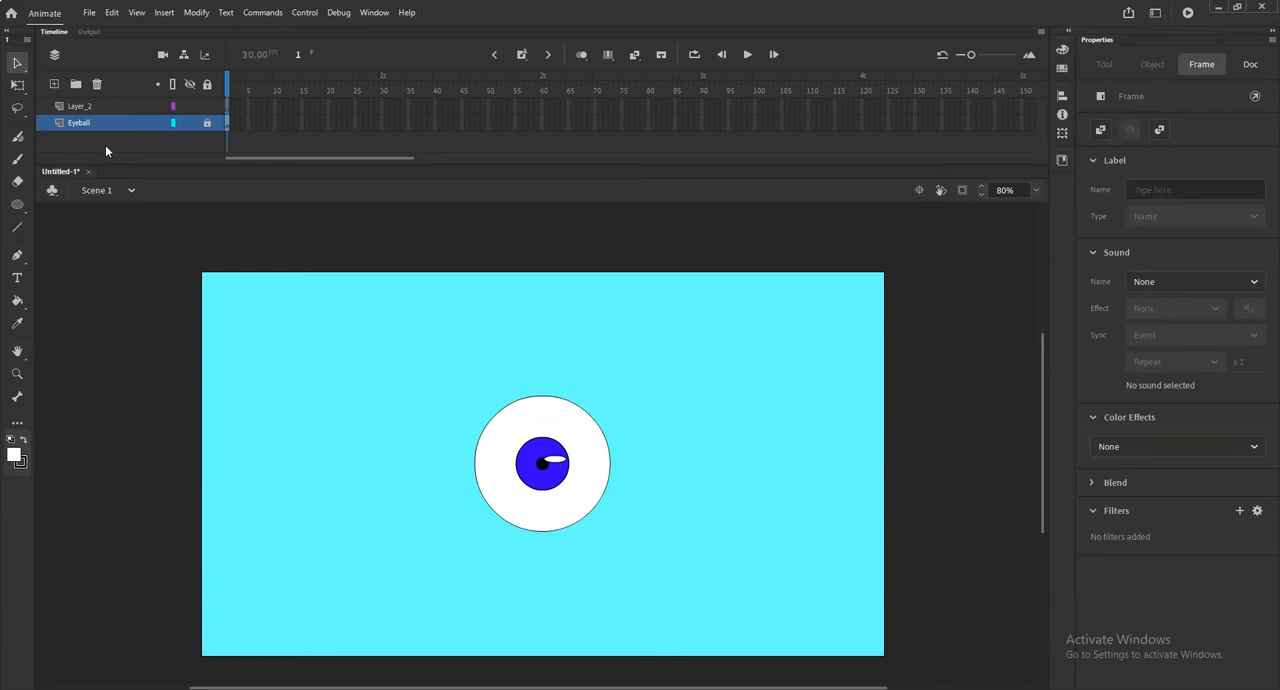 Animate File Edit View Insert Modify Text Commands Control Debug Window Help
Timeline Output
T
Properties
30.00 FPS 1 F
Tool Object Frame Doc
1s 2s 3s 4s 5s
5 10 15 20 25 30 35 40 45 50 55 60 65 70 75 80 85 90 95 100 105 110 115 120 125 130 135 140 145 150
Frame
Layer_2
Eyeball
Label
Untitled-1*
Name Type here
Scene 1 80%
Type Name
Sound
Name None
Effect None
Sync Event
Repeat x 1
No sound selected
Color Effects
None
Blend
Filters
No filters added
Activate Windows
Go to Settings to activate Windows.